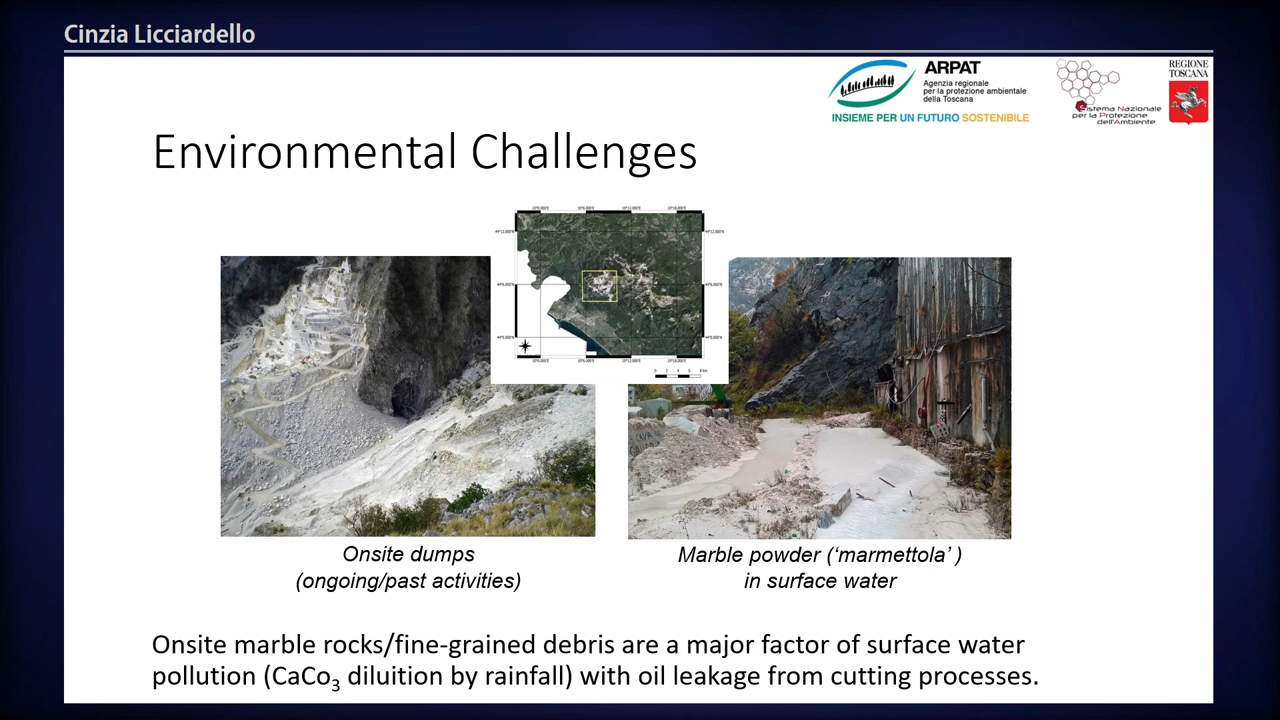 Cinzia Licciardello
ARPAT
Agenzia regionale
per la protezione ambientale
della Toscana
INSIEME PER UN FUTURO SOSTENIBILE
Sistema Nazionale
per la Protezione
dell'Ambiente
REGIONE
TOSCANA
Environmental Challenges
Onsite dumps
(ongoing/past activities)
Marble powder (‘marmettola’ )
in surface water
Onsite marble rocks/fine-grained debris are a major factor of surface water
pollution (CaCo₃ diluition by rainfall) with oil leakage from cutting processes.